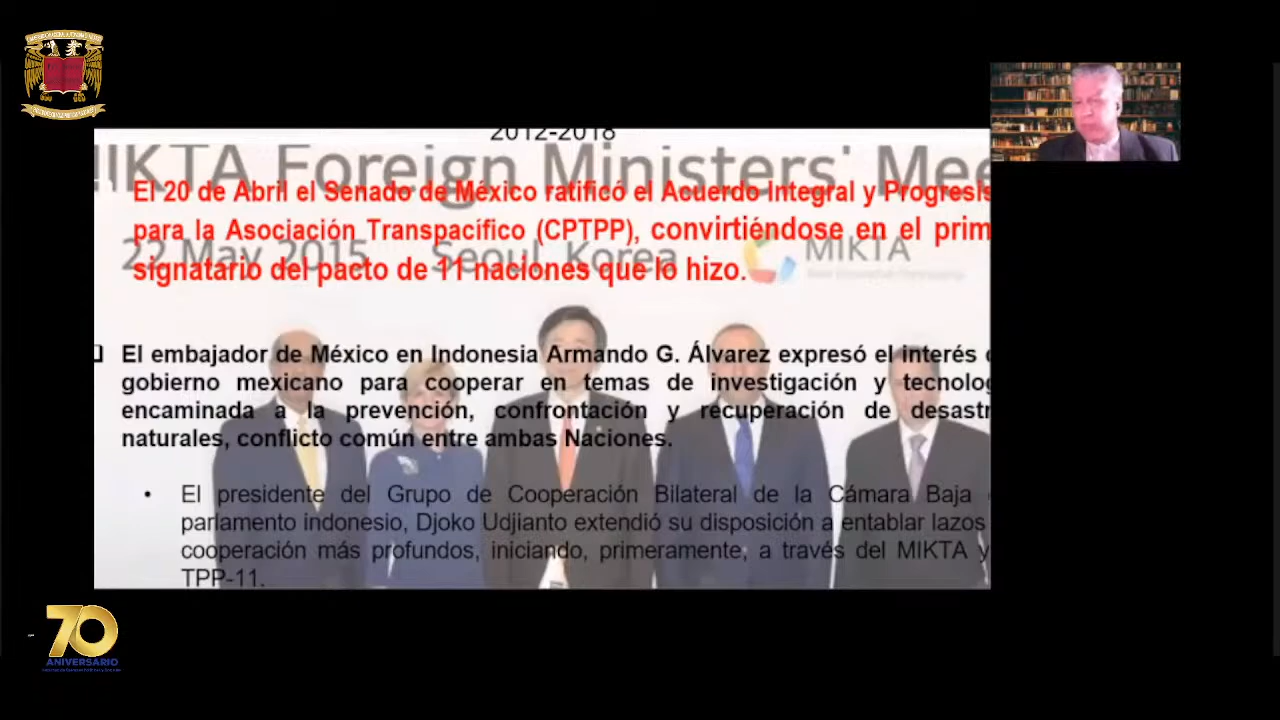 2012-2018
MIKTA Foreign Ministers' Mee
El 20 de Abril el Senado de México ratificó el Acuerdo Integral y Progresis
para la Asociación Transpacífico (CPTPP), convirtiéndose en el prim
22 May 2015 Seoul, Korea MIKTA
signatario del pacto de 11 naciones que lo hizo.
El embajador de México en Indonesia Armando G. Álvarez expresó el interés
gobierno mexicano para cooperar en temas de investigación y tecnolog
encaminada a la prevención, confrontación y recuperación de desastr
naturales, conflicto común entre ambas Naciones.
• El presidente del Grupo de Cooperación Bilateral de la Cámara Baja
parlamento indonesio, Djoko Udjianto extendió su disposición a entablar lazos
cooperación más profundos, iniciando, primeramente, a través del MIKTA y
TPP-11.
70
ANIVERSARIO